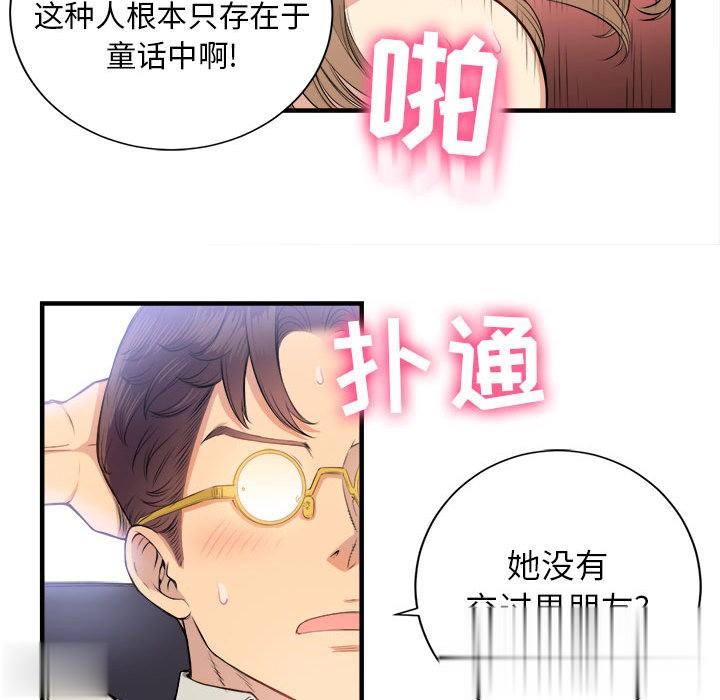 这种人根本只存在于
童话中啊!
啪
扑通
她没有
交过男朋友?